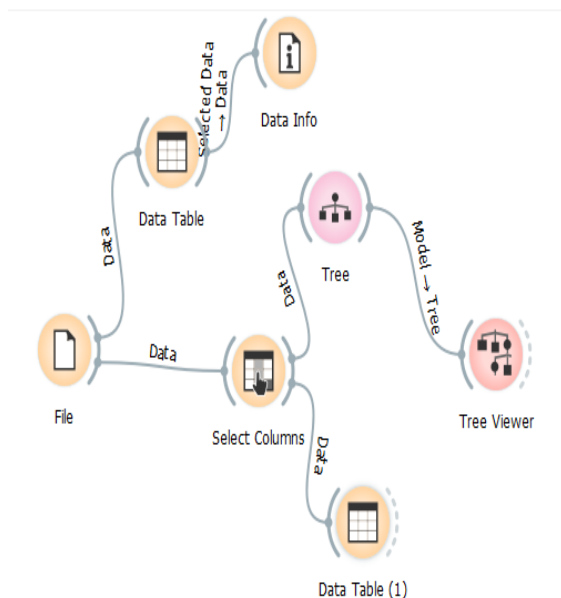 Selected Data
→ Data
Data Info
Data Table
Data
Tree
Data
Model → Tree
Data
File
Select Columns
Tree Viewer
Data
Data Table (1)